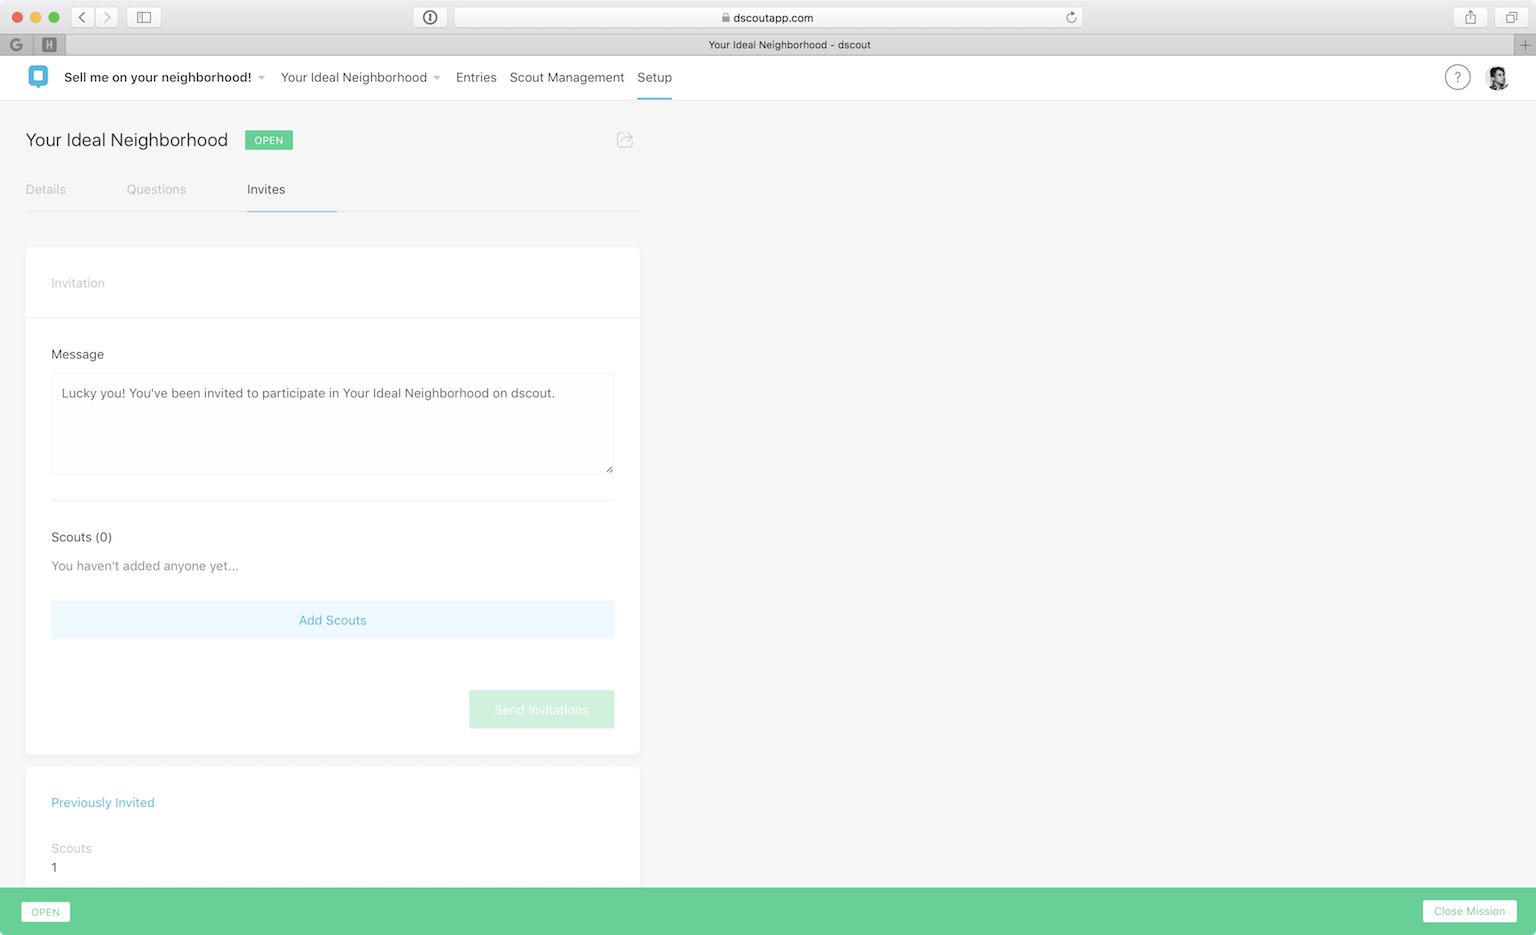 dscoutapp.com
G
H
Your Ideal Neighborhood - dscout
Sell me on your neighborhood! Your Ideal Neighborhood Entries Scout Management Setup ?
Your Ideal Neighborhood OPEN
Details Questions Invites
Invitation
Message
Lucky you! You've been invited to participate in Your Ideal Neighborhood on dscout.
Scouts (0)
You haven't added anyone yet...
Add Scouts
Send Invitations
Previously Invited
Scouts
1
OPEN Close Mission